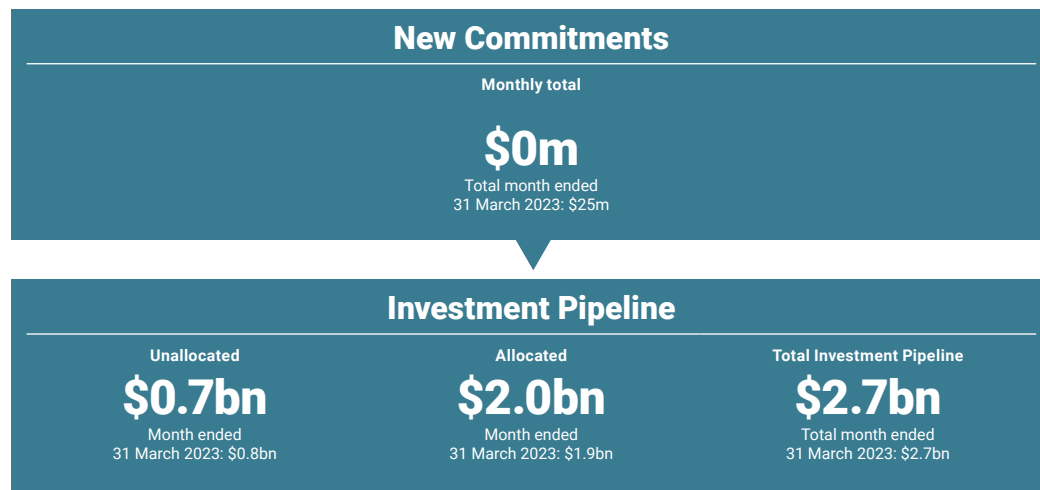 New Commitments
Monthly total
$0m
Total month ended
31 March 2023: $25m
Investment Pipeline
Unallocated
$0.7bn
Month ended
31 March 2023: $0.8bn
Allocated
$2.0bn
Month ended
31 March 2023: $1.9bn
Total Investment Pipeline
$2.7bn
Total month ended
31 March 2023: $2.7bn